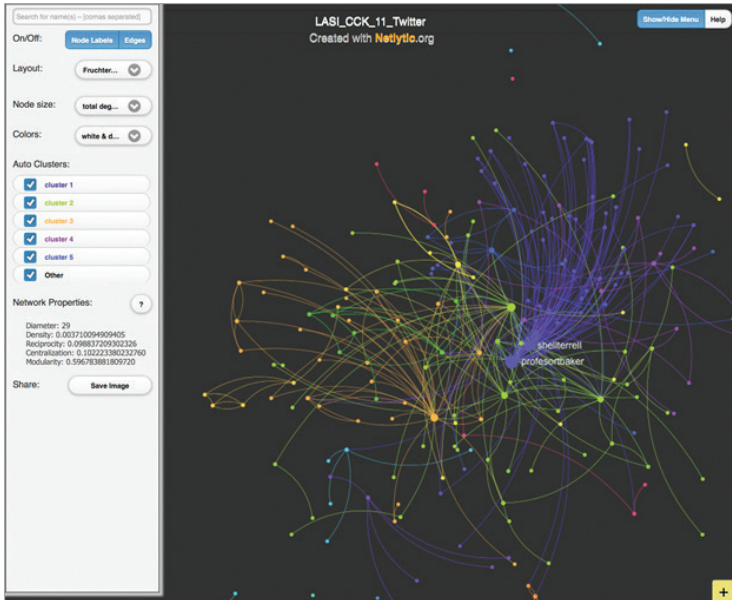 Search for name(s) – [comas separated]
On/Off:
Node Labels
Edges
Layout:
Fruchter...
Node size:
total deg...
Colors:
white & d...
Auto Clusters:
cluster 1
cluster 2
cluster 3
cluster 4
cluster 5
Other
Network Properties:
?
Diameter: 29
Density: 0.003710094909405
Reciprocity: 0.098837209302326
Centralization: 0.102223380232760
Modularity: 0.596783881809720
Share:
Save Image
LASI_CCK_11_Twitter
Created with Netlytic.org
Show/Hide Menu
Help
shellterrell
profesortbaker
+